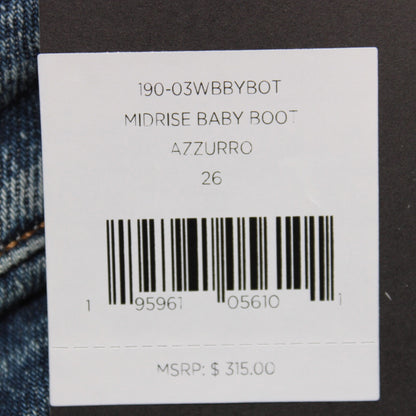 190-03WBBYBOT
MIDRISE BABY BOOT
AZZURRO
26
1 95961 05610 1
MSRP: $ 315.00